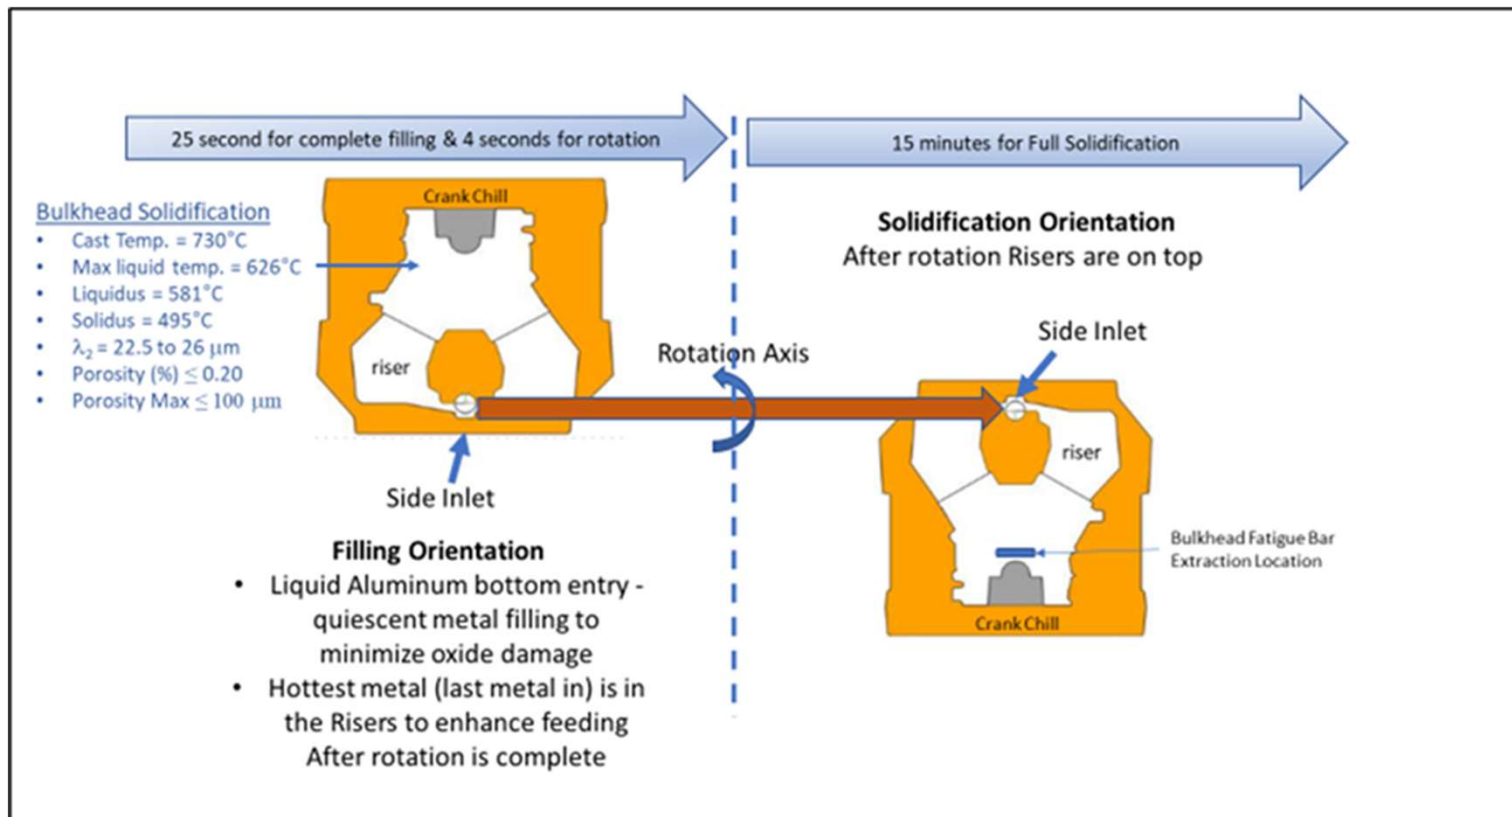 25 second for complete filling & 4 seconds for rotation
15 minutes for Full Solidification
Bulkhead Solidification
• Cast Temp. = 730°C
• Max liquid temp. = 626°C
• Liquidus = 581°C
• Solidus = 495°C
• λ₂ = 22.5 to 26 μm
• Porosity (%) ≤ 0.20
• Porosity Max ≤ 100 μm
Crank Chill
riser
Side Inlet
Filling Orientation
• Liquid Aluminum bottom entry -
quiescent metal filling to
minimize oxide damage
• Hottest metal (last metal in) is in
the Risers to enhance feeding
After rotation is complete
Rotation Axis
Solidification Orientation
After rotation Risers are on top
Side Inlet
riser
Bulkhead Fatigue Bar
Extraction Location
Crank Chill